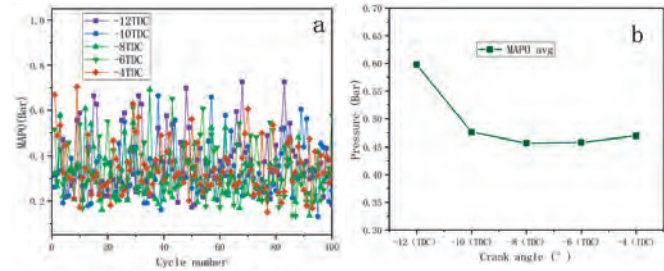 a
-12TDC
-10TDC
-8TDC
-6TDC
-4TDC
1.0
0.8
0.6
0.4
0.2
MAPO(Bar)
0 20 40 60 80 100
Cycle number
b
MAPO avg
0.70
0.65
0.60
0.55
0.50
0.45
0.40
0.35
0.30
Pressure (Bar)
-12 (TDC) -10 (TDC) -8 (TDC) -6 (TDC) -4 (TDC)
Crank angle (°)